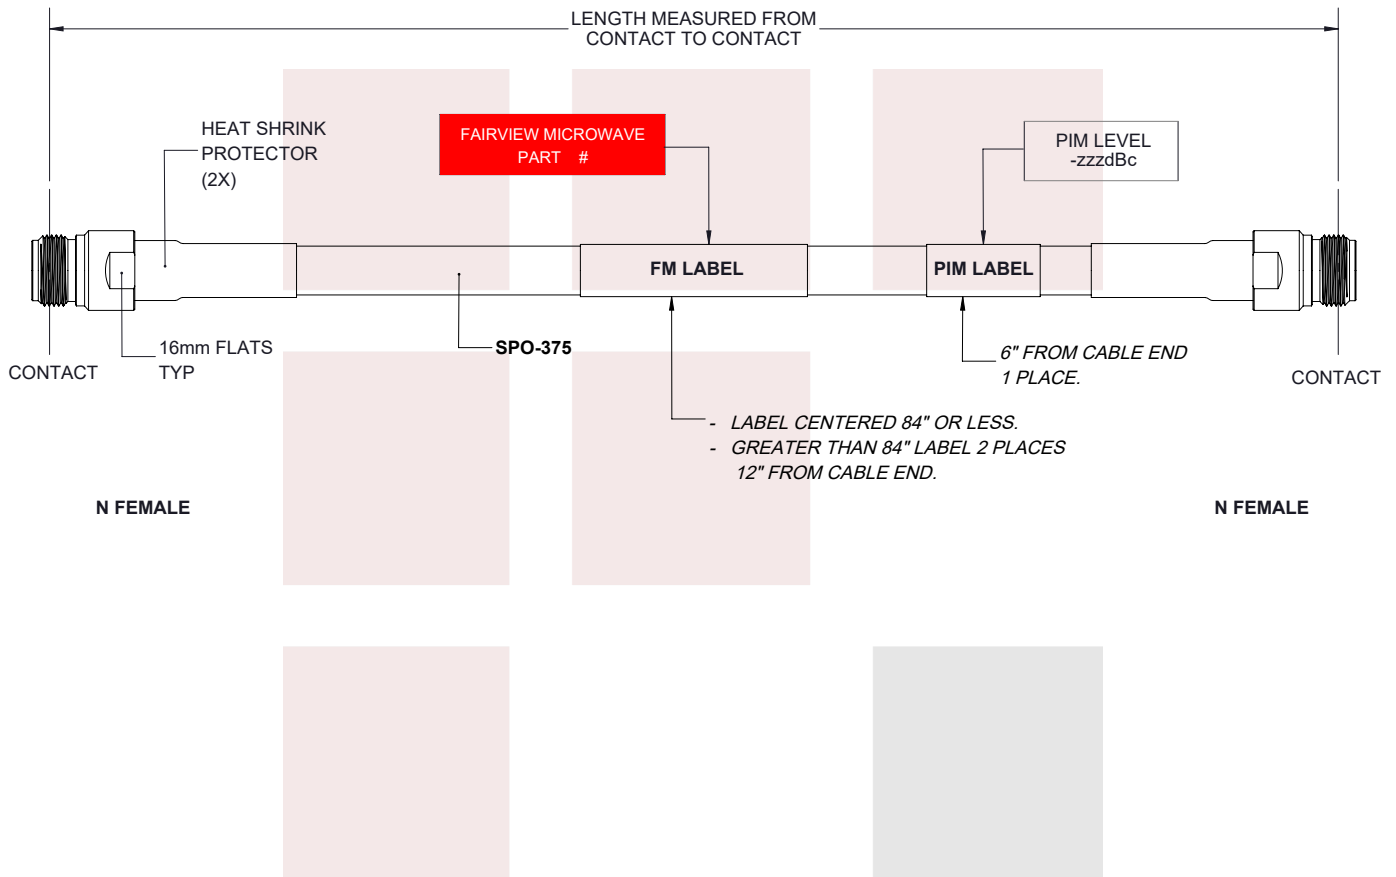 LENGTH MEASURED FROM
CONTACT TO CONTACT
HEAT SHRINK
PROTECTOR
(2X)
FAIRVIEW MICROWAVE
PART #
PIM LEVEL
-zzzdBc
FM LABEL
PIM LABEL
16mm FLATS
TYP
SPO-375
6" FROM CABLE END
1 PLACE.
CONTACT
CONTACT
- LABEL CENTERED 84" OR LESS.
- GREATER THAN 84" LABEL 2 PLACES
12" FROM CABLE END.
N FEMALE
N FEMALE